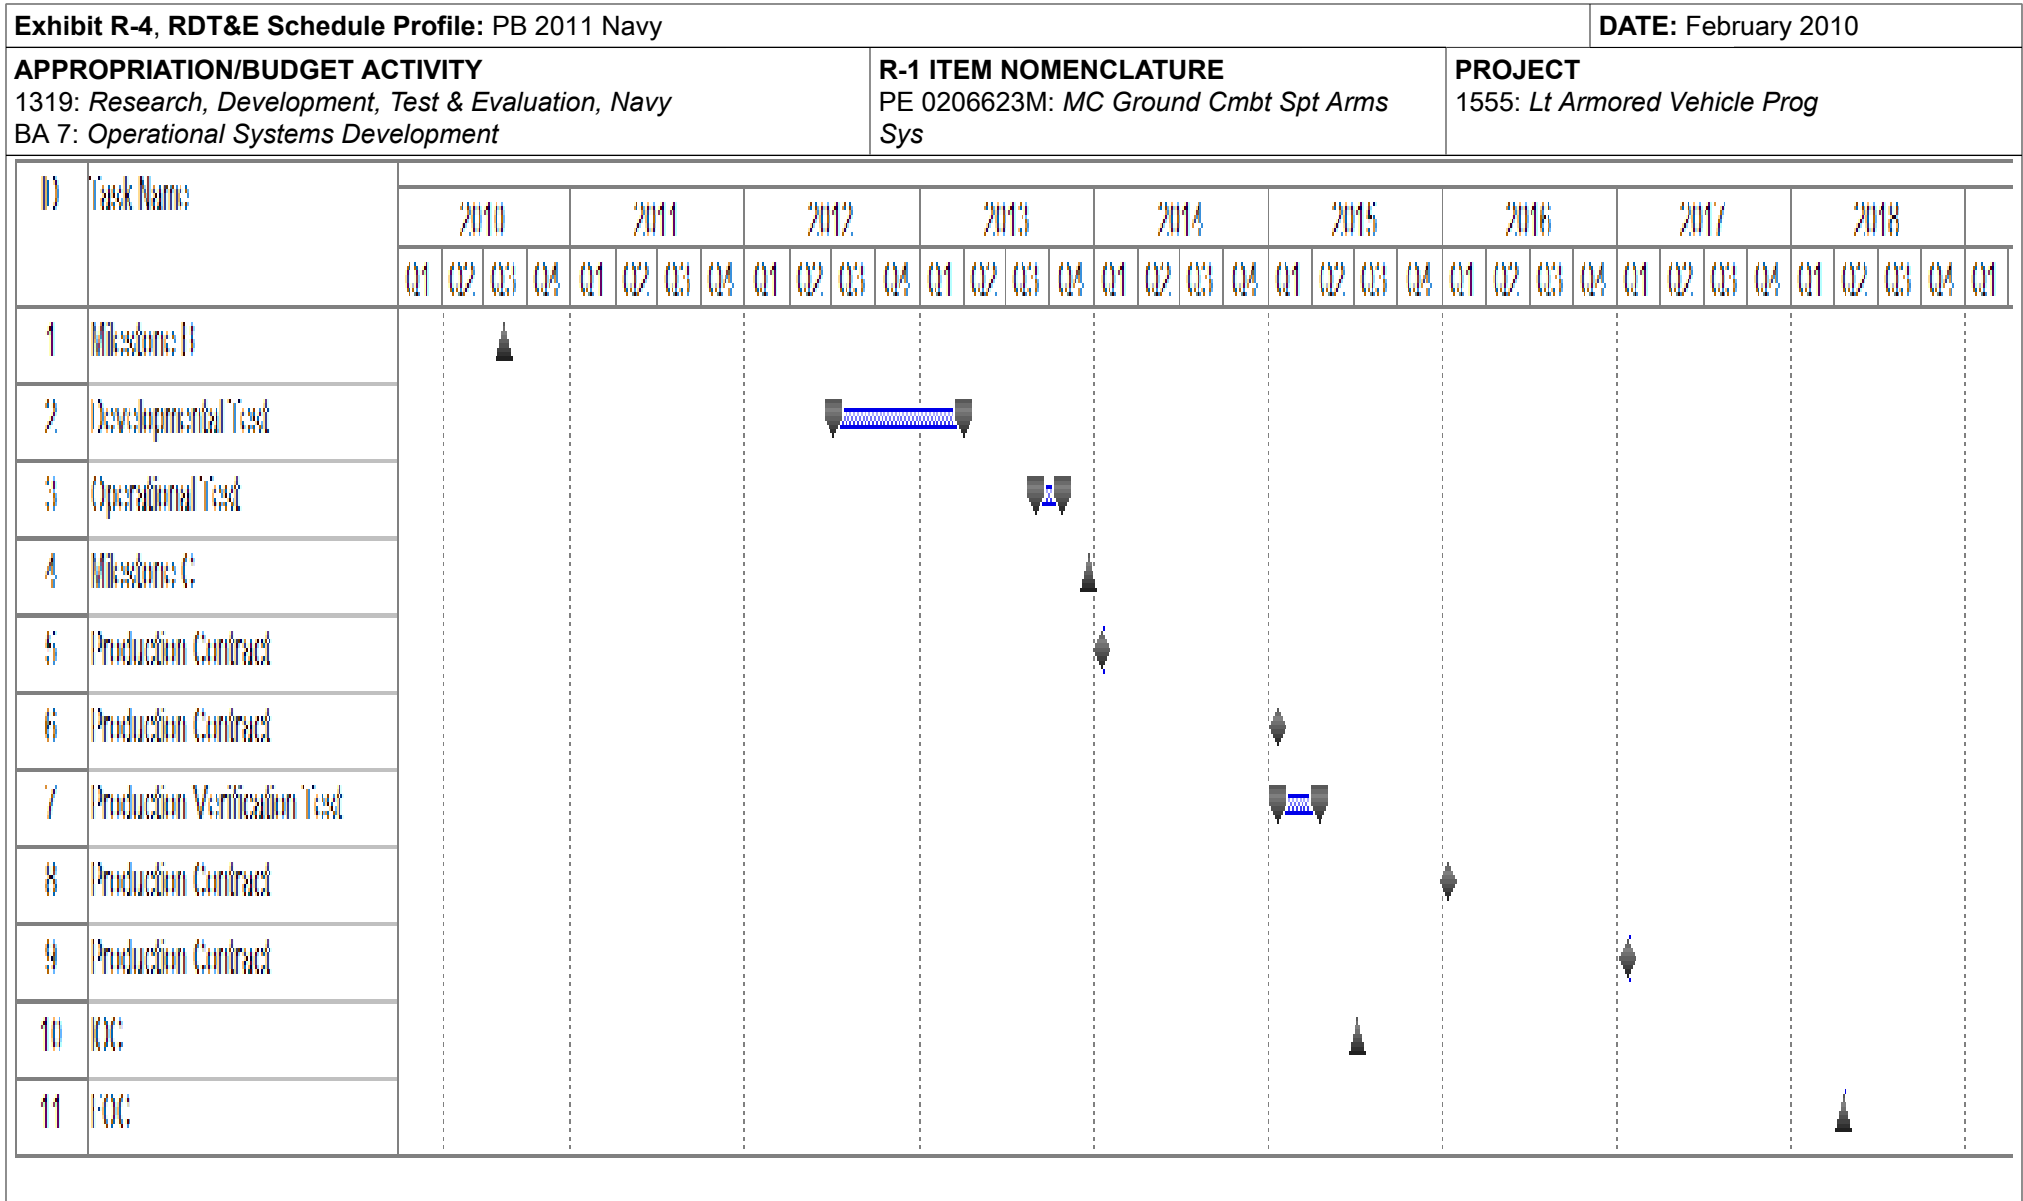 Exhibit R-4, RDT&E Schedule Profile: PB 2011 Navy
DATE: February 2010
APPROPRIATION/BUDGET ACTIVITY
1319: Research, Development, Test & Evaluation, Navy
BA 7: Operational Systems Development
R-1 ITEM NOMENCLATURE
PE 0206623M: MC Ground Cmbt Spt Arms
Sys
PROJECT
1555: Lt Armored Vehicle Prog
ID Task Name
2010 2011 2012 2013 2014 2015 2016 2017 2018
Q1 Q2 Q3 Q4 Q1 Q2 Q3 Q4 Q1 Q2 Q3 Q4 Q1 Q2 Q3 Q4 Q1 Q2 Q3 Q4 Q1 Q2 Q3 Q4 Q1 Q2 Q3 Q4 Q1 Q2 Q3 Q4 Q1 Q2 Q3 Q4 Q1
1 Milestone B
2 Developmental Test
3 Operational Test
4 Milestone C
5 Production Contract
6 Production Contract
7 Production Verification Test
8 Production Contract
9 Production Contract
10 IOC
11 FOC